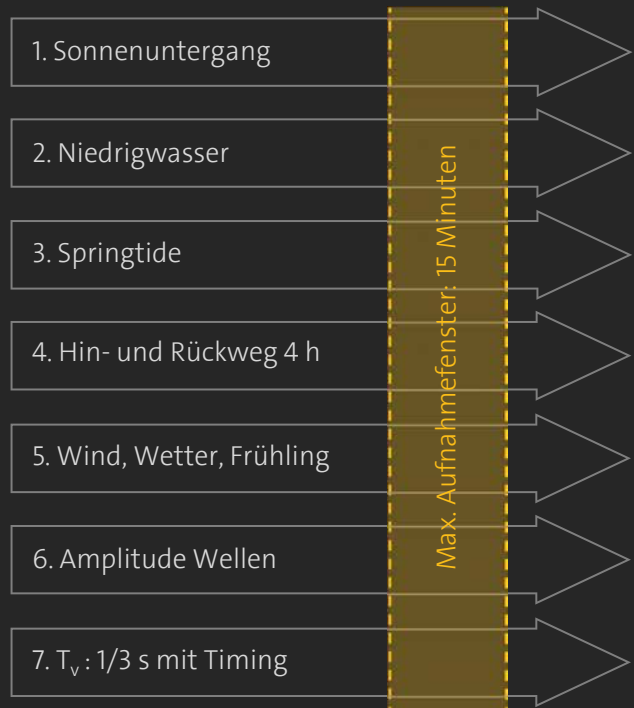 1. Sonnenuntergang
2. Niedrigwasser
3. Springtide
4. Hin- und Rückweg 4 h
5. Wind, Wetter, Frühling
6. Amplitude Wellen
7. Tᵥ : 1/3 s mit Timing
Max. Aufnahmefenster: 15 Minuten